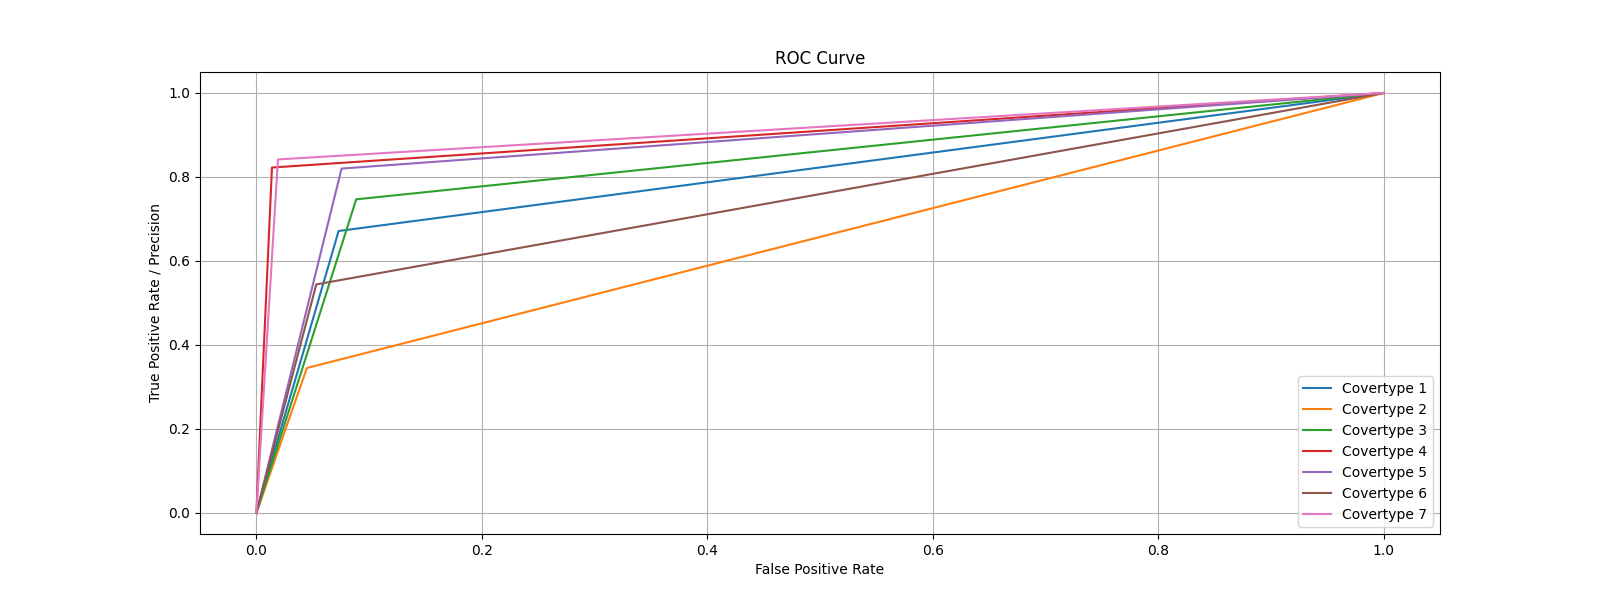 ROC Curve
True Positive Rate / Precision
1.0
0.8
0.6
0.4
0.2
0.0
0.0 0.2 0.4 0.6 0.8 1.0
False Positive Rate
Covertype 1
Covertype 2
Covertype 3
Covertype 4
Covertype 5
Covertype 6
Covertype 7